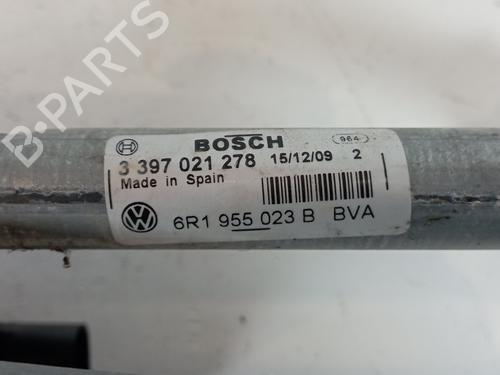 BOSCH 964
3 397 021 278 15/12/09 2
Made in Spain
6R1 955 023 B BVA
B-PARTS